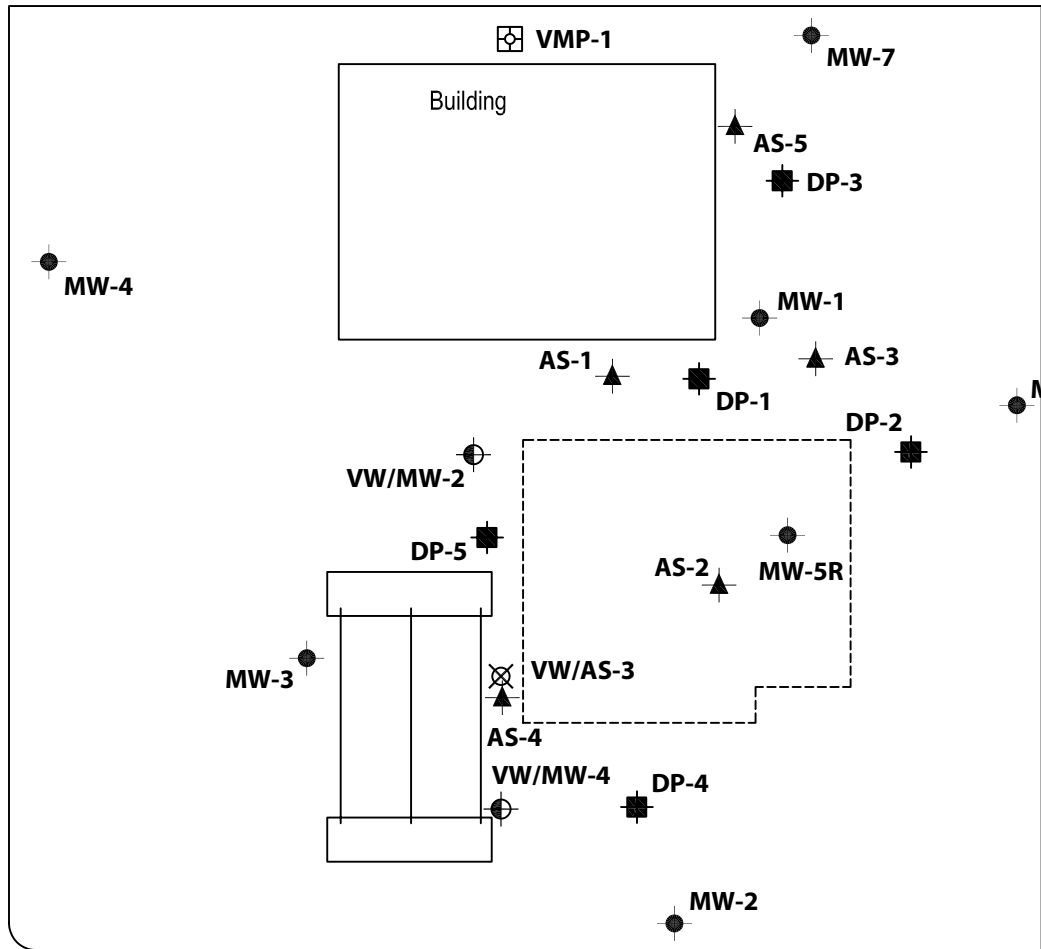 VMP-1
MW-7
Building
AS-5
DP-3
MW-4
MW-1
AS-1
AS-3
DP-1
DP-2
VW/MW-2
DP-5
AS-2
MW-5R
MW-3
VW/AS-3
AS-4
VW/MW-4
DP-4
MW-2